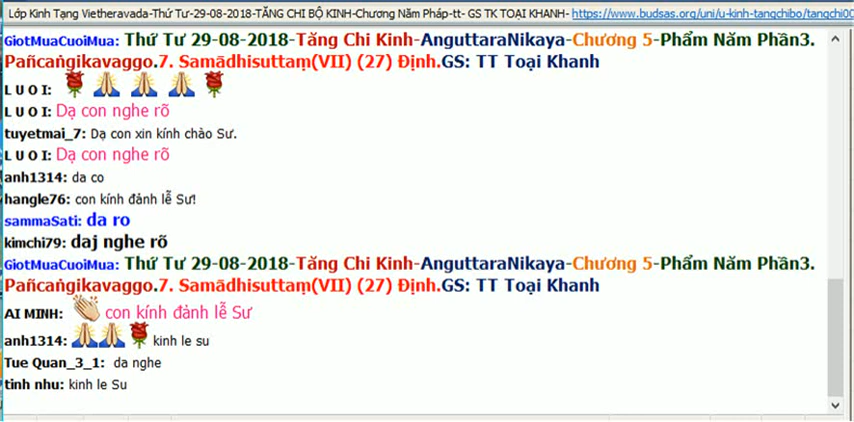 Lớp Kinh Tạng Vietheravada-Thứ Tư-29-08-2018-TĂNG CHI BỘ KINH-Chương Năm Pháp-tt- GS TK TOẠI KHANH- https://www.budsas.org/uni/u-kinh-tangchibo/tangchi0
GiotMuaCuoiMua: Thứ Tư 29-08-2018-Tăng Chi Kinh-AnguttaraNikaya-Chương 5-Phẩm Năm Phần3.
Pañcaṅgikavaggo.7. Samādhisuttaṃ(VII) (27) Định.GS: TT Toại Khanh
L U O I:
L U O I: Dạ con nghe rõ
tuyetmai_7: Dạ con xin kính chào Sư.
L U O I: Dạ con nghe rõ
anh1314: da co
hangle76: con kính đảnh lễ Sư!
sammaSati: da ro
kimchi79: daj nghe rõ
GiotMuaCuoiMua: Thứ Tư 29-08-2018-Tăng Chi Kinh-AnguttaraNikaya-Chương 5-Phẩm Năm Phần3.
Pañcaṅgikavaggo.7. Samādhisuttaṃ(VII) (27) Định.GS: TT Toại Khanh
AI MINH: con kính đành lễ Sư
anh1314: kinh le su
Tue Quan_3_1: da nghe
tinh nhu: kinh le Su